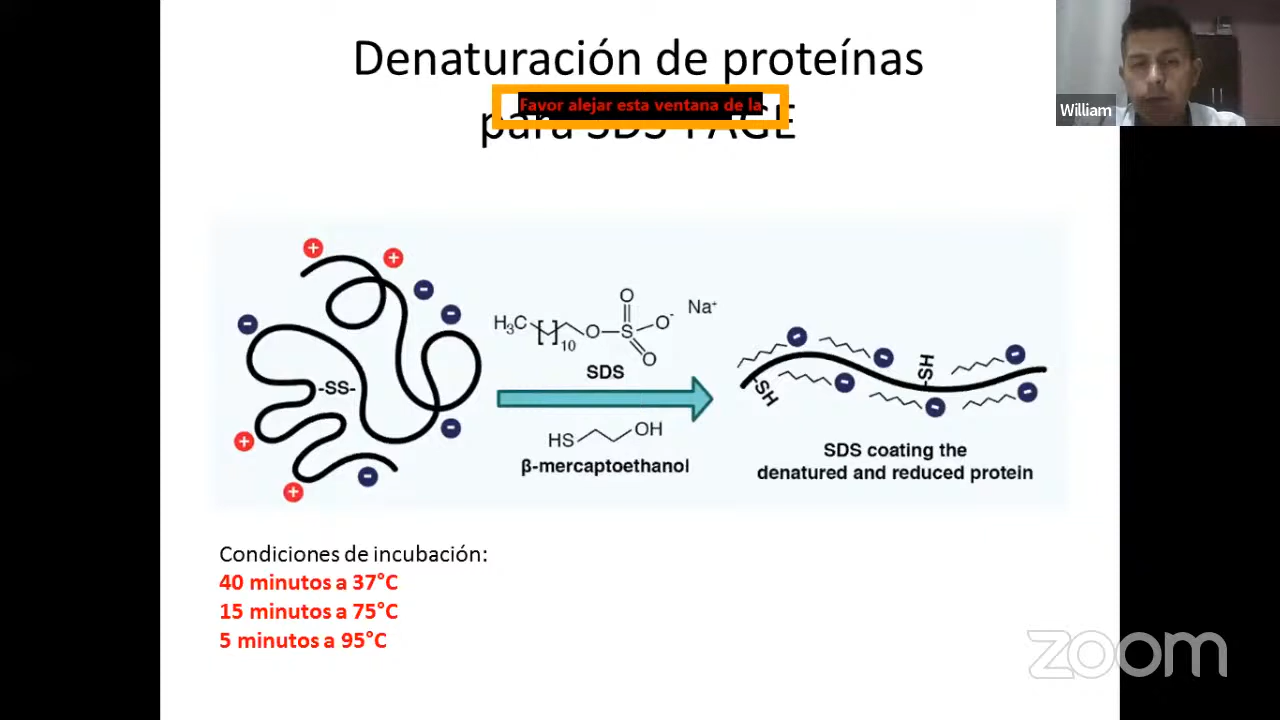 Denaturación de proteínas
Favor alejar esta ventana de la
para SDS-PAGE
William
-SS-
H₃C
[ ]10
O
S
O
O
O⁻
Na⁺
SDS
HS
OH
β-mercaptoethanol
-SH
-SH
SDS coating the
denatured and reduced protein
Condiciones de incubación:
40 minutos a 37°C
15 minutos a 75°C
5 minutos a 95°C
zoom